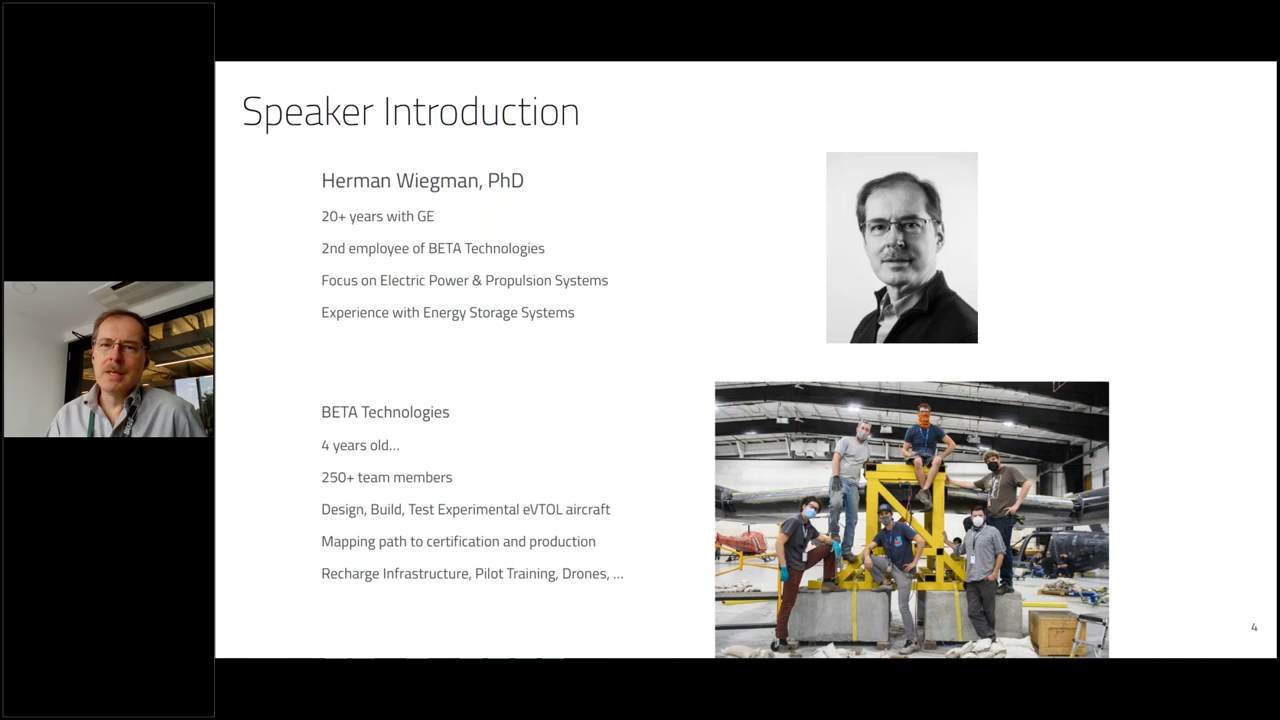 Speaker Introduction
Herman Wiegman, PhD
20+ years with GE
2nd employee of BETA Technologies
Focus on Electric Power & Propulsion Systems
Experience with Energy Storage Systems
BETA Technologies
4 years old...
250+ team members
Design, Build, Test Experimental eVTOL aircraft
Mapping path to certification and production
Recharge Infrastructure, Pilot Training, Drones, ...
4